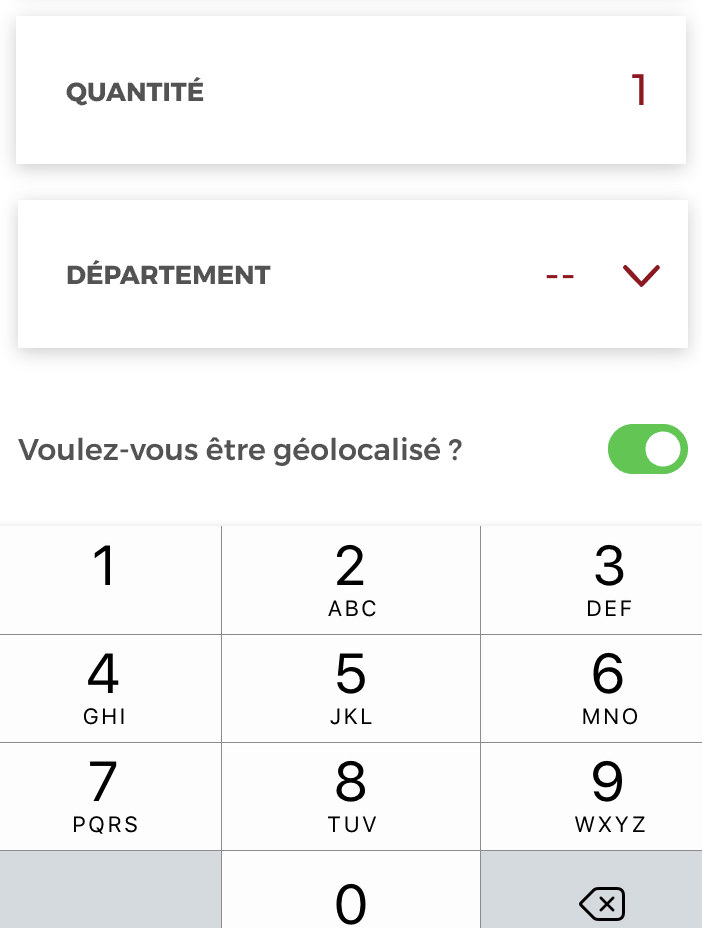 QUANTITÉ 1
DÉPARTEMENT --
Voulez-vous être géolocalisé ?
1 2 3
ABC DEF
4 5 6
GHI JKL MNO
7 8 9
PQRS TUV WXYZ
0